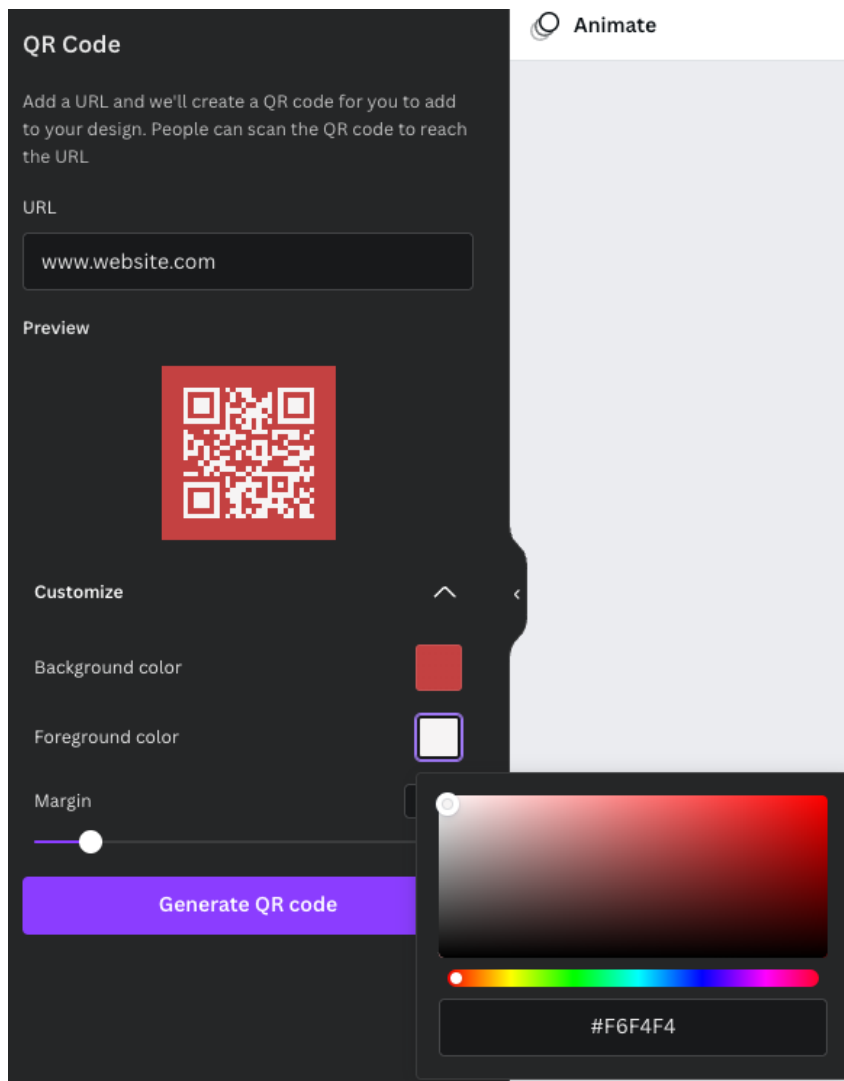 QR Code
Animate
Add a URL and we'll create a QR code for you to add
to your design. People can scan the QR code to reach
the URL
URL
www.website.com
Preview
Customize
Background color
Foreground color
Margin
Generate QR code
#F6F4F4